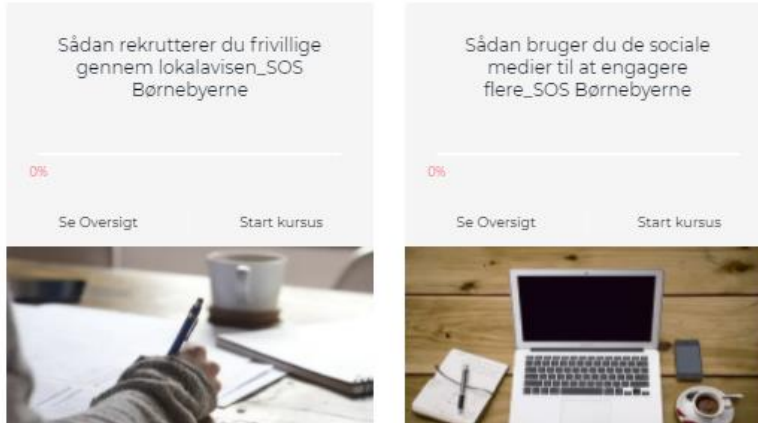 Sådan rekrutterer du frivillige
gennem lokalavisen_SOS
Børnebyerne
0%
Se Oversigt
Start kursus
Sådan bruger du de sociale
medier til at engagere
flere_SOS Børnebyerne
0%
Se Oversigt
Start kursus